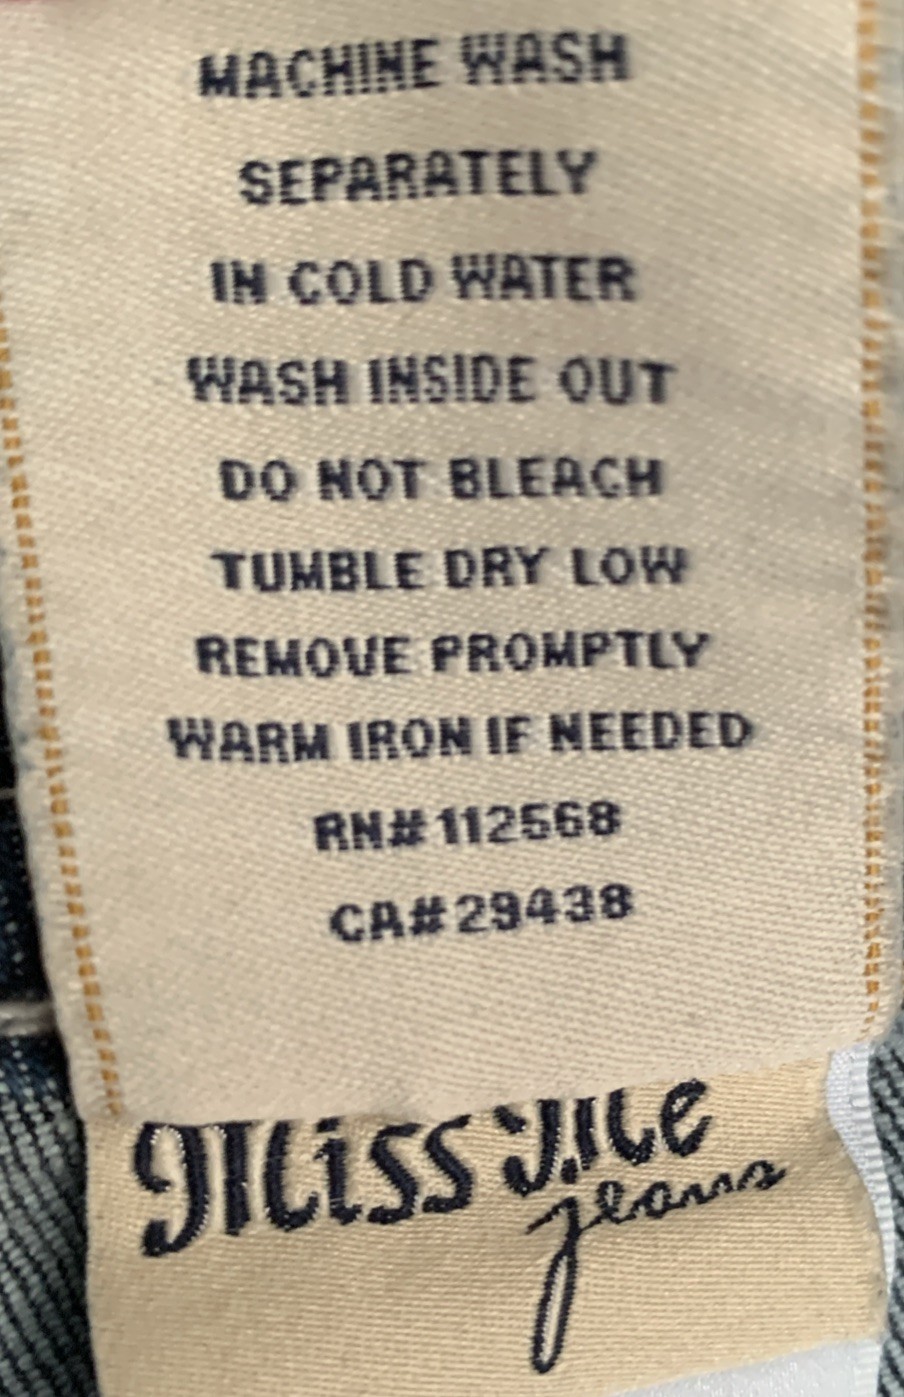 MACHINE WASH
SEPARATELY
IN COLD WATER
WASH INSIDE OUT
DO NOT BLEACH
TUMBLE DRY LOW
REMOVE PROMPTLY
WARM IRON IF NEEDED
RN# 112568
CA# 29438
Miss Me
jeans